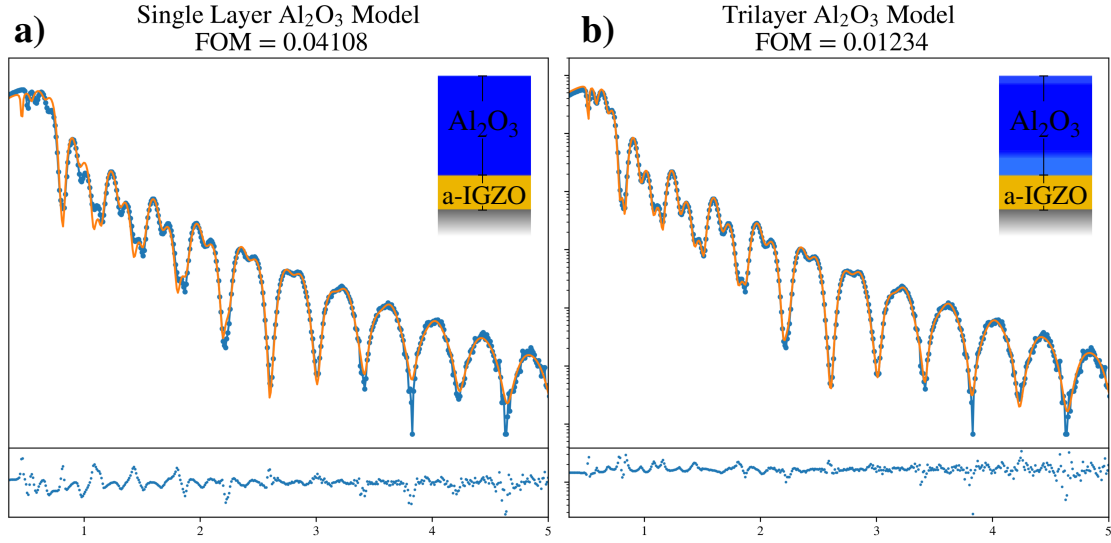 a)
Single Layer Al₂O₃ Model
FOM = 0.04108
Al₂O₃
a-IGZO
1 2 3 4 5
b)
Trilayer Al₂O₃ Model
FOM = 0.01234
Al₂O₃
a-IGZO
1 2 3 4 5